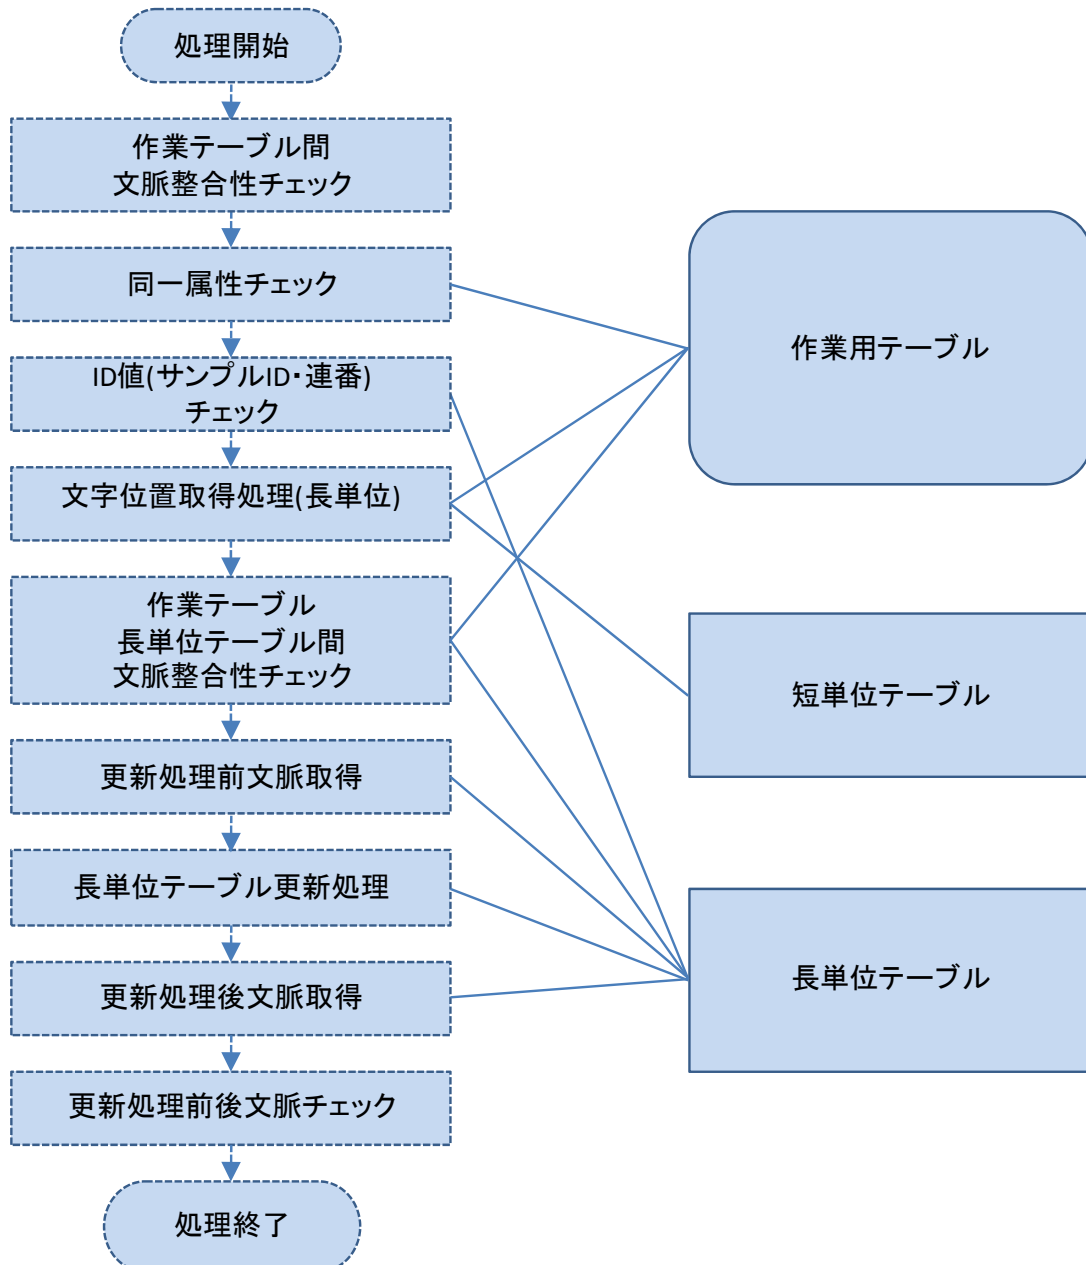 処理開始
作業テーブル間
文脈整合性チェック
同一属性チェック
ID値(サンプルID・連番)
チェック
文字位置取得処理(長単位)
作業テーブル
長単位テーブル間
文脈整合性チェック
更新処理前文脈取得
長単位テーブル更新処理
更新処理後文脈取得
更新処理前後文脈チェック
処理終了
作業用テーブル
短単位テーブル
長単位テーブル